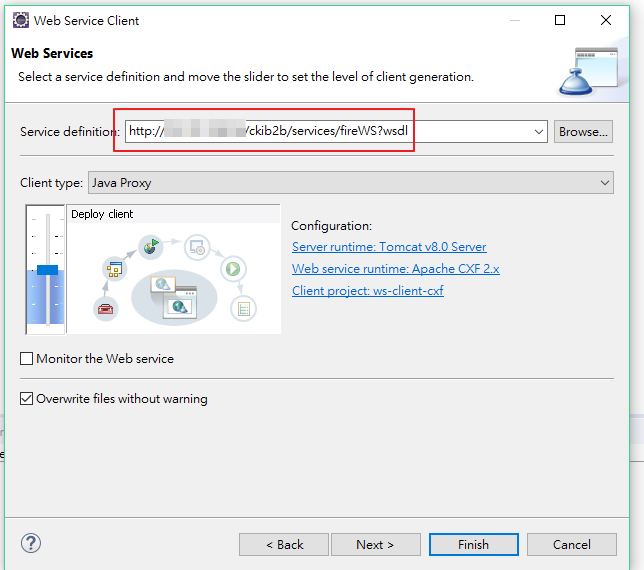 Web Service Client
Web Services
Select a service definition and move the slider to set the level of client generation.
Service definition: http:// /ckib2b/services/fireWS?wsdl Browse...
Client type: Java Proxy
Deploy client
Configuration:
Server runtime: Tomcat v8.0 Server
Web service runtime: Apache CXF 2.x
Client project: ws-client-cxf
Monitor the Web service
Overwrite files without warning
? < Back Next > Finish Cancel